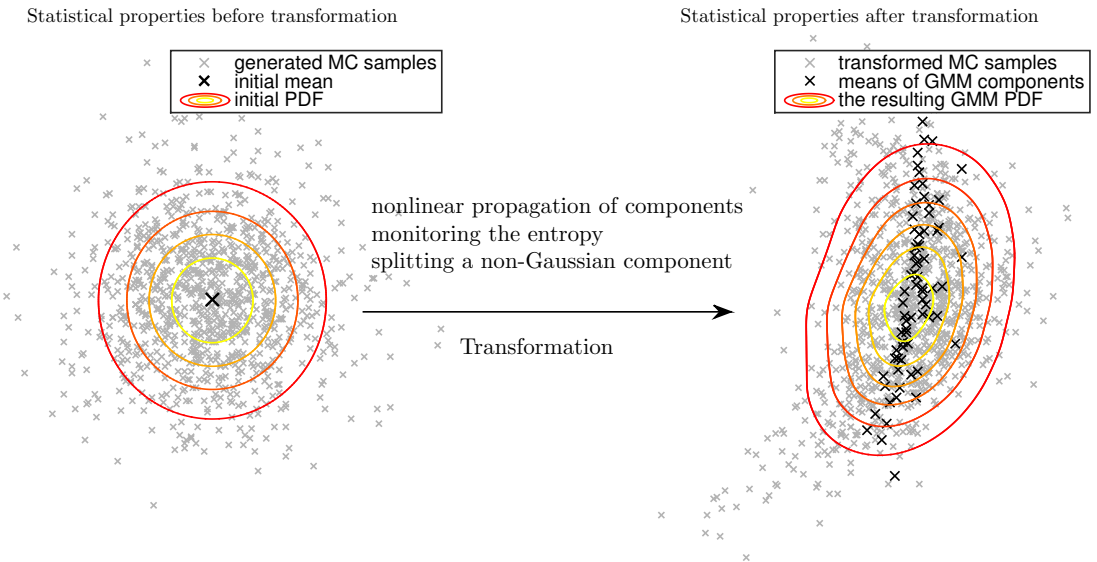 Statistical properties before transformation
generated MC samples
initial mean
initial PDF
nonlinear propagation of components
monitoring the entropy
splitting a non-Gaussian component
Transformation
Statistical properties after transformation
transformed MC samples
means of GMM components
the resulting GMM PDF